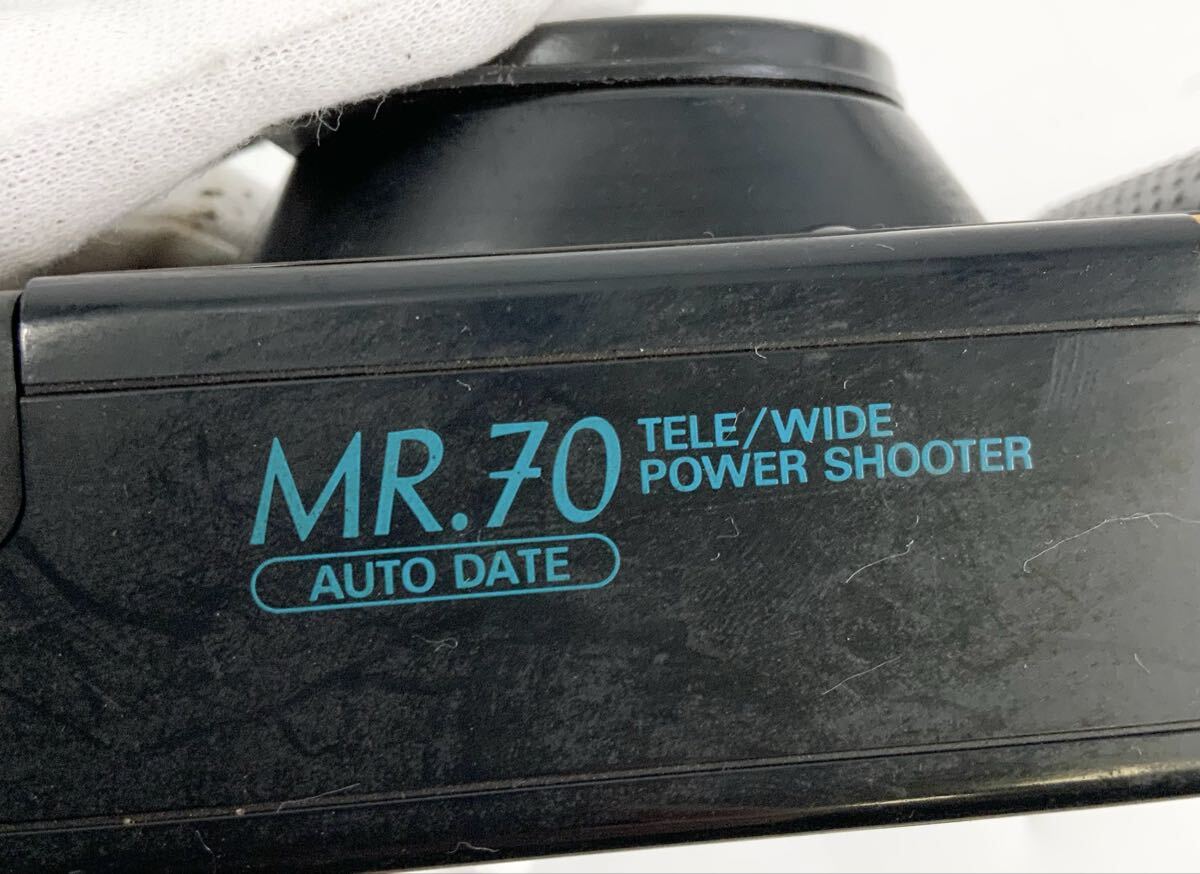 MR.70
TELE/WIDE
POWER SHOOTER
AUTO DATE